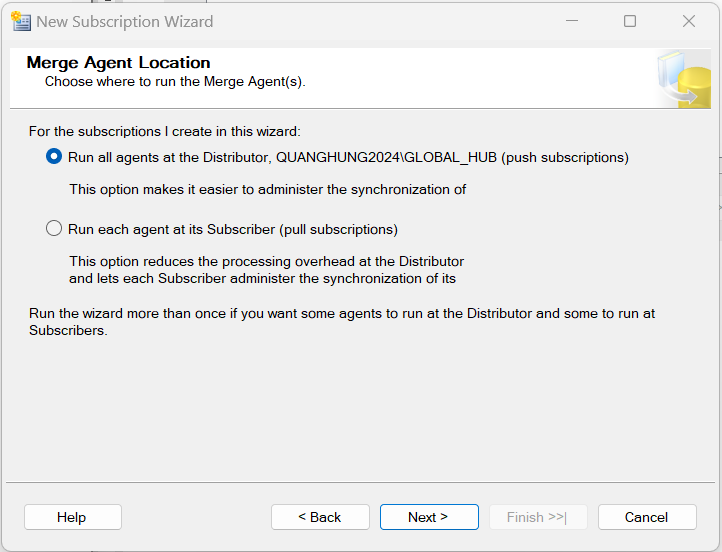 New Subscription Wizard
Merge Agent Location
Choose where to run the Merge Agent(s).
For the subscriptions I create in this wizard:
Run all agents at the Distributor, QUANGHUNG2024\GLOBAL_HUB (push subscriptions)
This option makes it easier to administer the synchronization of
Run each agent at its Subscriber (pull subscriptions)
This option reduces the processing overhead at the Distributor
and lets each Subscriber administer the synchronization of its
Run the wizard more than once if you want some agents to run at the Distributor and some to run at
Subscribers.
Help
< Back
Next >
Finish >>|
Cancel